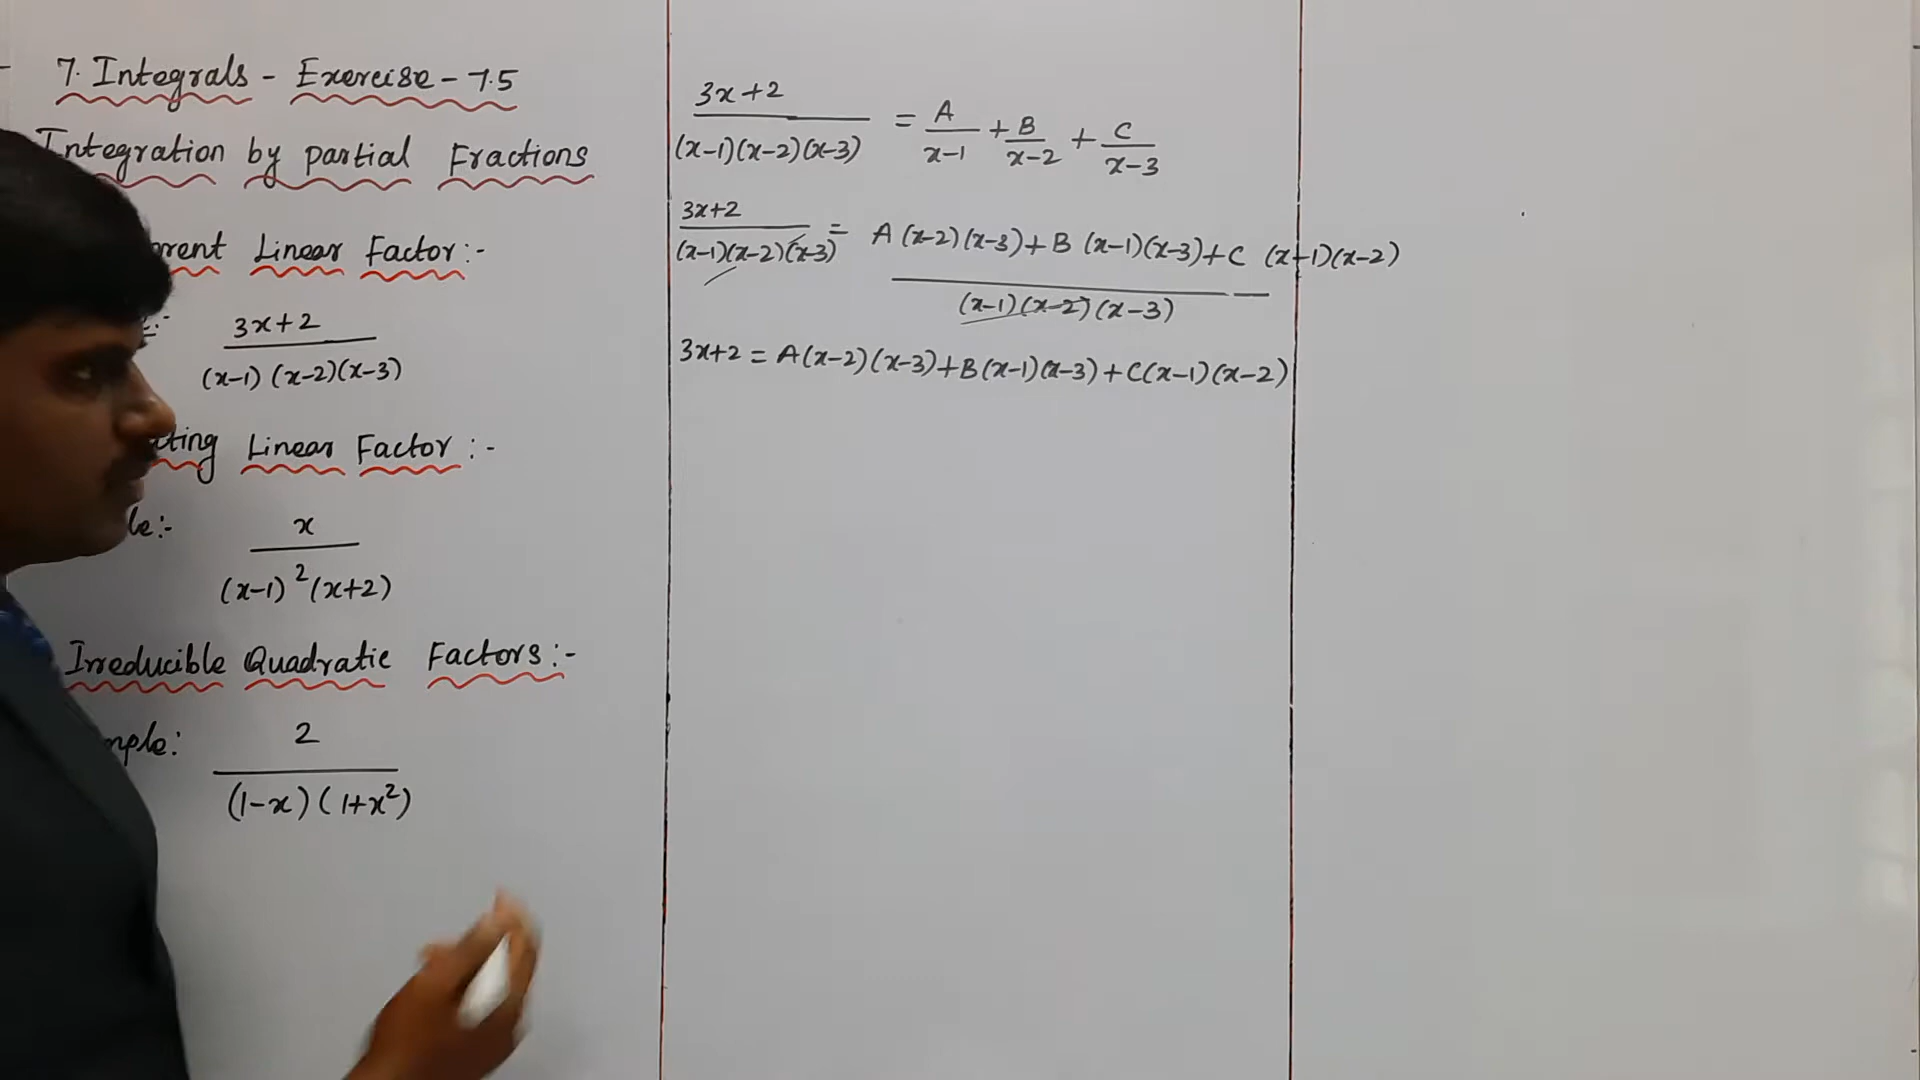 7. Integrals - Exercise - 7.5
Integration by partial Fractions
Linear Factor:-
3x+2
(x-1) (x-2)(x-3)
Linear Factor :-
x
(x-1)²(x+2)
Irreducible Quadratic Factors:-
2
(1-x) (1+x²)
3x+2 / (x-1)(x-2)(x-3) = A/x-1 + B/x-2 + C/x-3
3x+2 / (x-1)(x-2)(x-3) = A (x-2)(x-3)+B (x-1)(x-3)+C (x-1)(x-2) / (x-1)(x-2)(x-3)
3x+2 = A(x-2)(x-3)+B(x-1)(x-3)+C(x-1)(x-2)